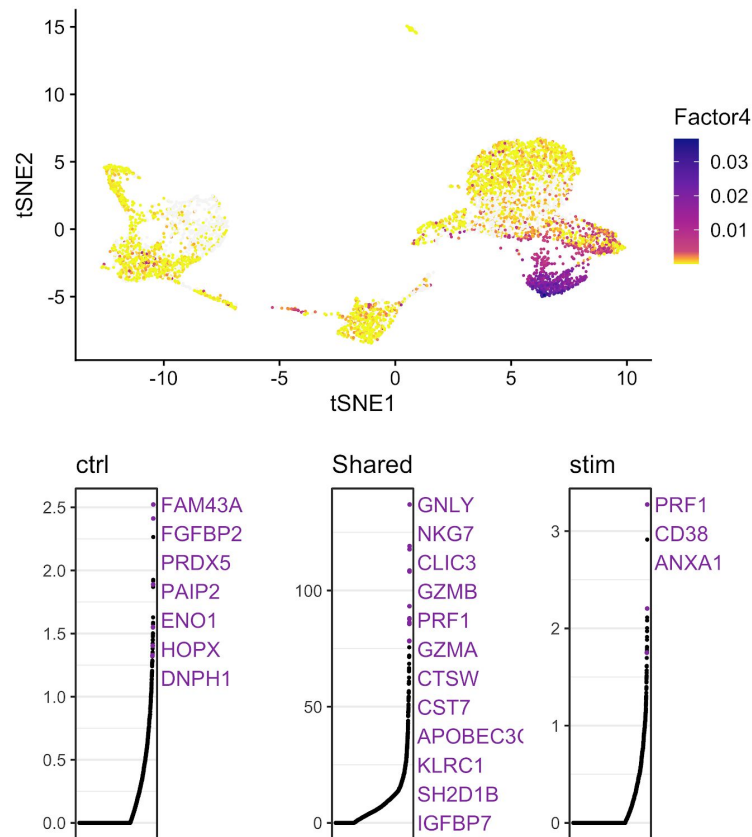 15
10
5
0
-5
tSNE2
-10
-5
0
5
10
tSNE1
Factor4
0.03
0.02
0.01
ctrl
2.5
2.0
1.5
1.0
0.5
0.0
FAM43A
FGFBP2
PRDX5
PAIP2
ENO1
HOPX
DNPH1
Shared
100
50
0
GNLY
NKG7
CLIC3
GZMB
PRF1
GZMA
CTSW
CST7
APOBEC3(
KLRC1
SH2D1B
IGFBP7
stim
3
2
1
0
PRF1
CD38
ANXA1